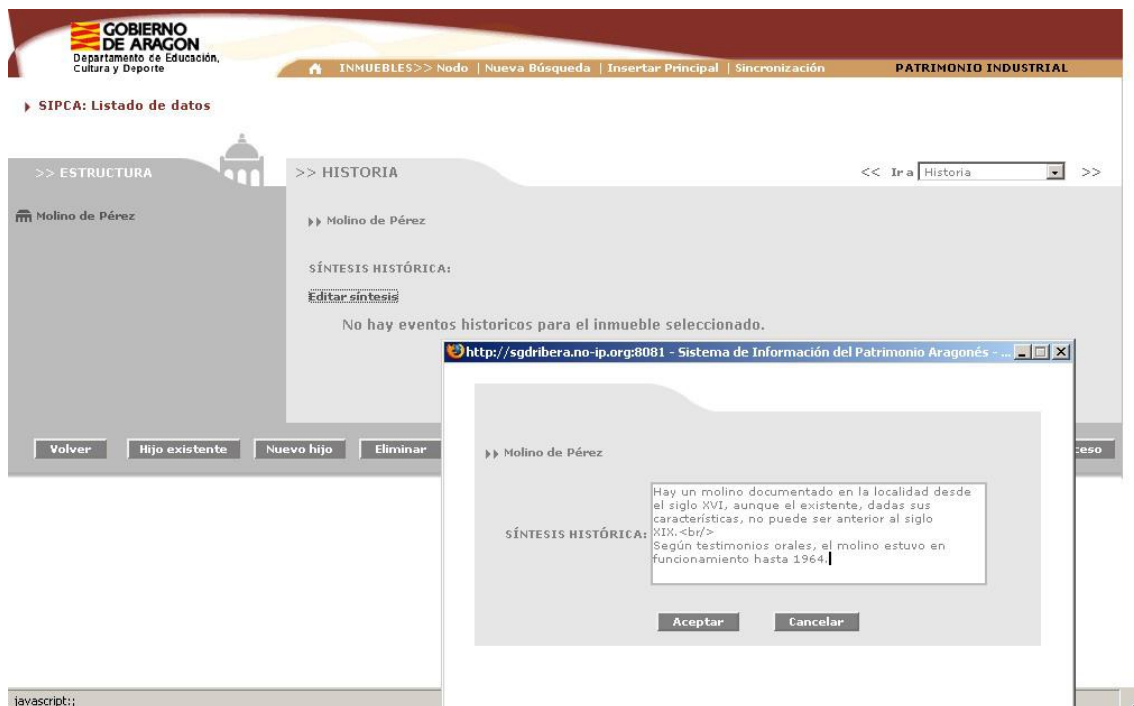 GOBIERNO
DE ARAGON
Departamento de Educación,
Cultura y Deporte
INMUEBLES>> Nodo | Nueva Búsqueda | Insertar Principal | Sincronización
PATRIMONIO INDUSTRIAL
SIPCA: Listado de datos
>> ESTRUCTURA
>> HISTORIA
<< Ir a Historia >>
Molino de Pérez
Molino de Pérez
SÍNTESIS HISTÓRICA:
Editar síntesis
No hay eventos historicos para el inmueble seleccionado.
http://sgdribera.no-ip.org:8081 - Sistema de Información del Patrimonio Aragonés - ...
Volver Hijo existente Nuevo hijo Eliminar
Molino de Pérez
SÍNTESIS HISTÓRICA:
Hay un molino documentado en la localidad desde
el siglo XVI, aunque el existente, dadas sus
características, no puede ser anterior al siglo
XIX.<br/>
Según testimonios orales, el molino estuvo en
funcionamiento hasta 1964.
Aceptar Cancelar
javascript:;